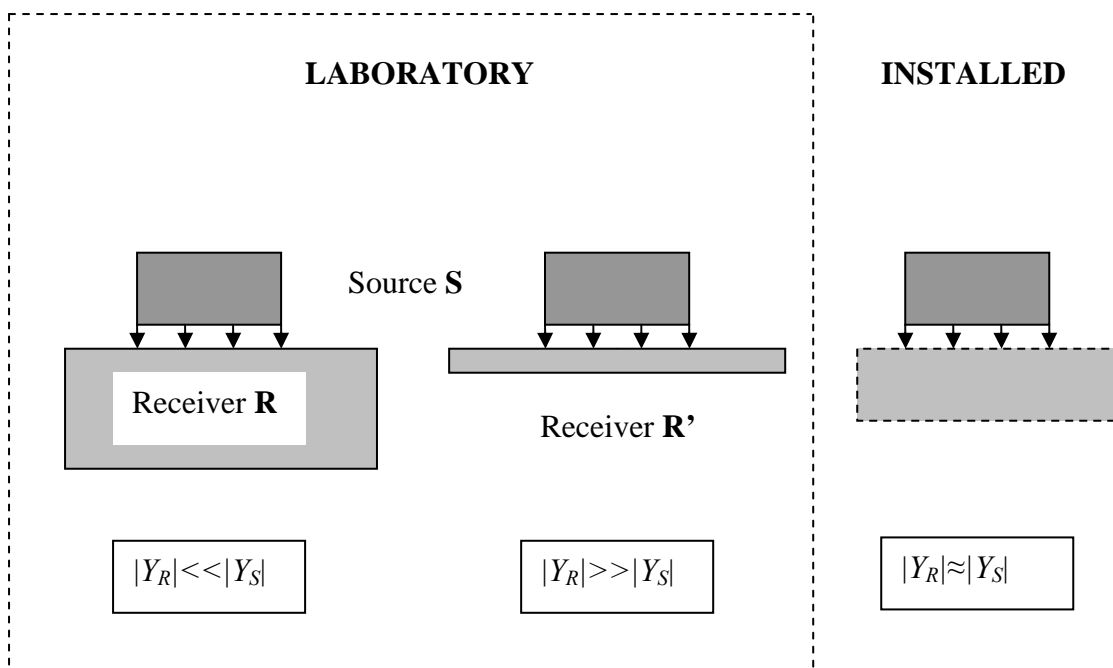 LABORATORY
INSTALLED
Source S
Receiver R
Receiver R’
|Y_R|<<|Y_S|
|Y_R|>>|Y_S|
|Y_R|≈|Y_S|